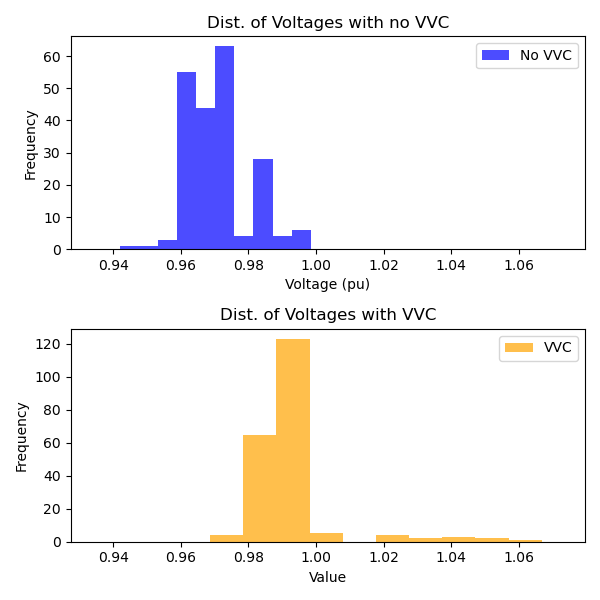 Dist. of Voltages with no VVC
No VVC
Frequency
60
50
40
30
20
10
0
0.94 0.96 0.98 1.00 1.02 1.04 1.06
Voltage (pu)
Dist. of Voltages with VVC
VVC
Frequency
120
100
80
60
40
20
0
0.94 0.96 0.98 1.00 1.02 1.04 1.06
Value